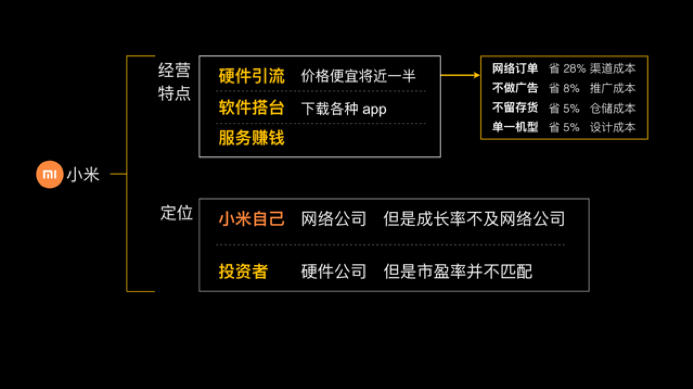 经营
特点
硬件引流 价格便宜将近一半
软件搭台 下载各种 app
服务赚钱
网络订单 省 28% 渠道成本
不做广告 省 8% 推广成本
不留存货 省 5% 仓储成本
单一机型 省 5% 设计成本
mi 小米
定位
小米自己 网络公司 但是成长率不及网络公司
投资者 硬件公司 但是市盈率并不匹配